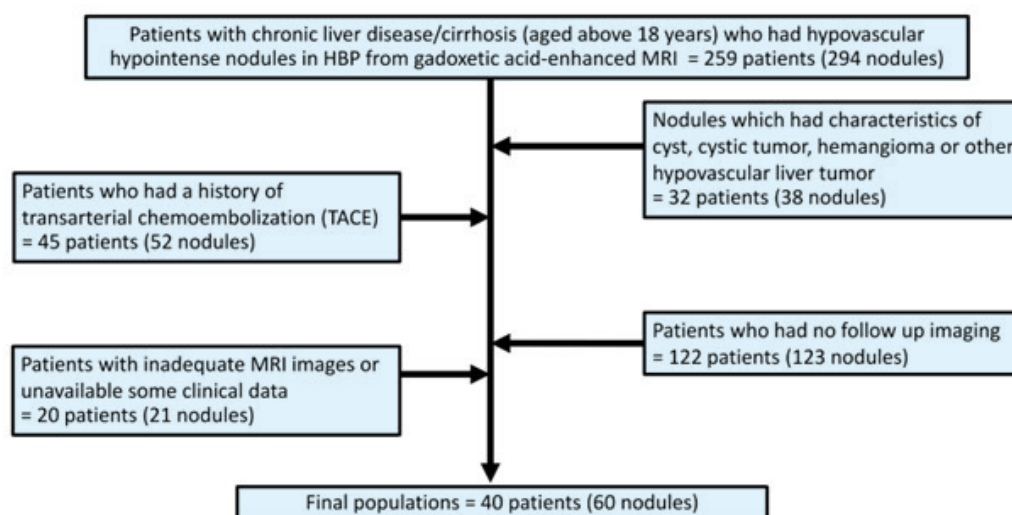 Patients with chronic liver disease/cirrhosis (aged above 18 years) who had hypovascular
hypointense nodules in HBP from gadoxetic acid-enhanced MRI = 259 patients (294 nodules)
Nodules which had characteristics of
cyst, cystic tumor, hemangioma or other
hypovascular liver tumor
= 32 patients (38 nodules)
Patients who had a history of
transarterial chemoembolization (TACE)
= 45 patients (52 nodules)
Patients who had no follow up imaging
= 122 patients (123 nodules)
Patients with inadequate MRI images or
unavailable some clinical data
= 20 patients (21 nodules)
Final populations = 40 patients (60 nodules)